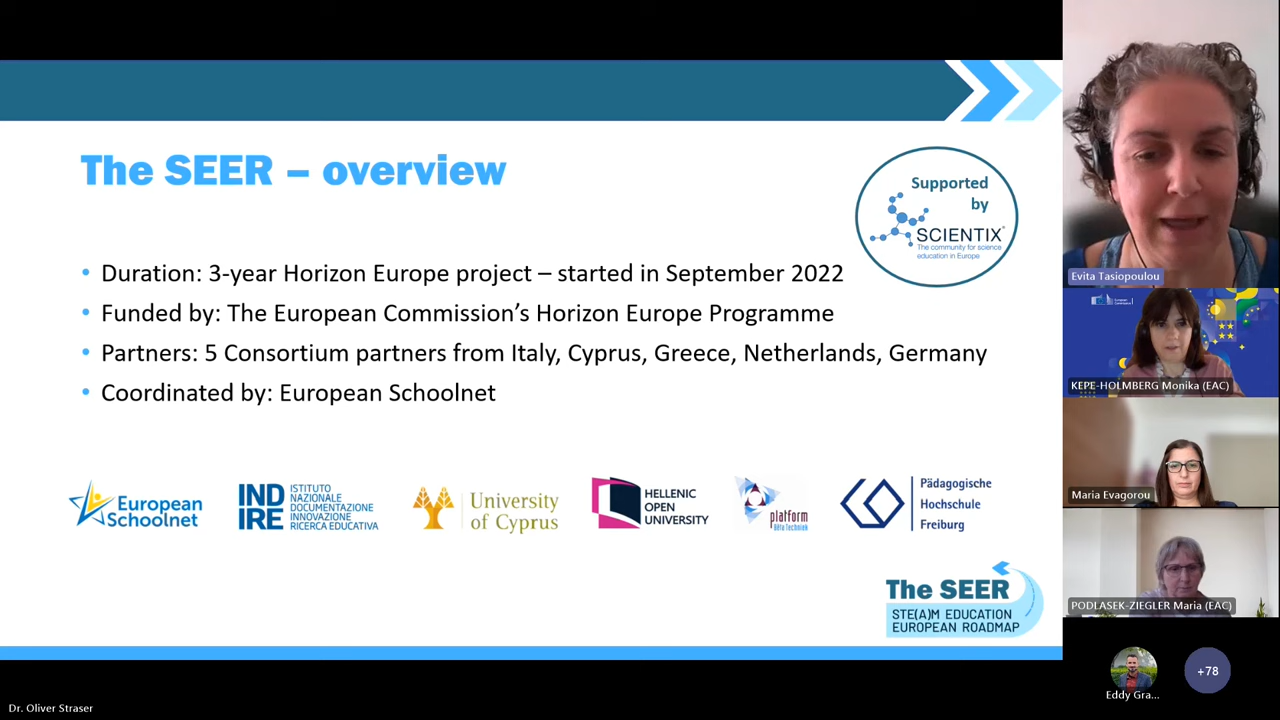 The SEER – overview
Supported
by
SCIENTIX
The community for science
education in Europe
• Duration: 3-year Horizon Europe project – started in September 2022
• Funded by: The European Commission’s Horizon Europe Programme
• Partners: 5 Consortium partners from Italy, Cyprus, Greece, Netherlands, Germany
• Coordinated by: European Schoolnet
European
Schoolnet
IND
IRE
ISTITUTO
NAZIONALE
DOCUMENTAZIONE
INNOVAZIONE
RICERCA EDUCATIVA
University
of Cyprus
HELLENIC
OPEN
UNIVERSITY
platform
Bèta Techniek
Pädagogische
Hochschule
Freiburg
The SEER
STE(A)M EDUCATION
EUROPEAN ROADMAP
Evita Tasiopoulou
KEPE-HOLMBERG Monika (EAC)
Maria Evagorou
PODLASEK-ZIEGLER Maria (EAC)
Eddy Gra...
+78
Dr. Oliver Straser